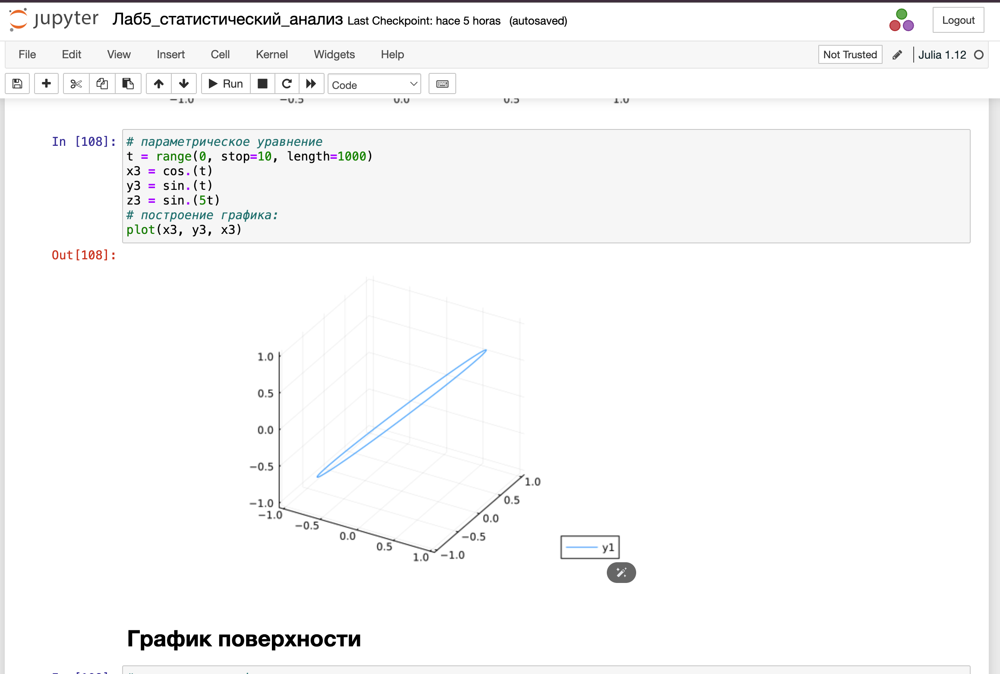 jupyter Лаб5_статистический_анализ Last Checkpoint: hace 5 horas (autosaved)
Logout
File Edit View Insert Cell Kernel Widgets Help
Not Trusted
Julia 1.12
Run
Code
−1.0 −0.5 0.0 0.5 1.0
In [108]:
# параметрическое уравнение
t = range(0, stop=10, length=1000)
x3 = cos.(t)
y3 = sin.(t)
z3 = sin.(5t)
# построение графика:
plot(x3, y3, x3)
Out[108]:
1.0
0.5
0.0
−0.5
−1.0
−1.0
−0.5
0.0
0.5
1.0
1.0
0.5
0.0
−0.5
−1.0
y1
График поверхности